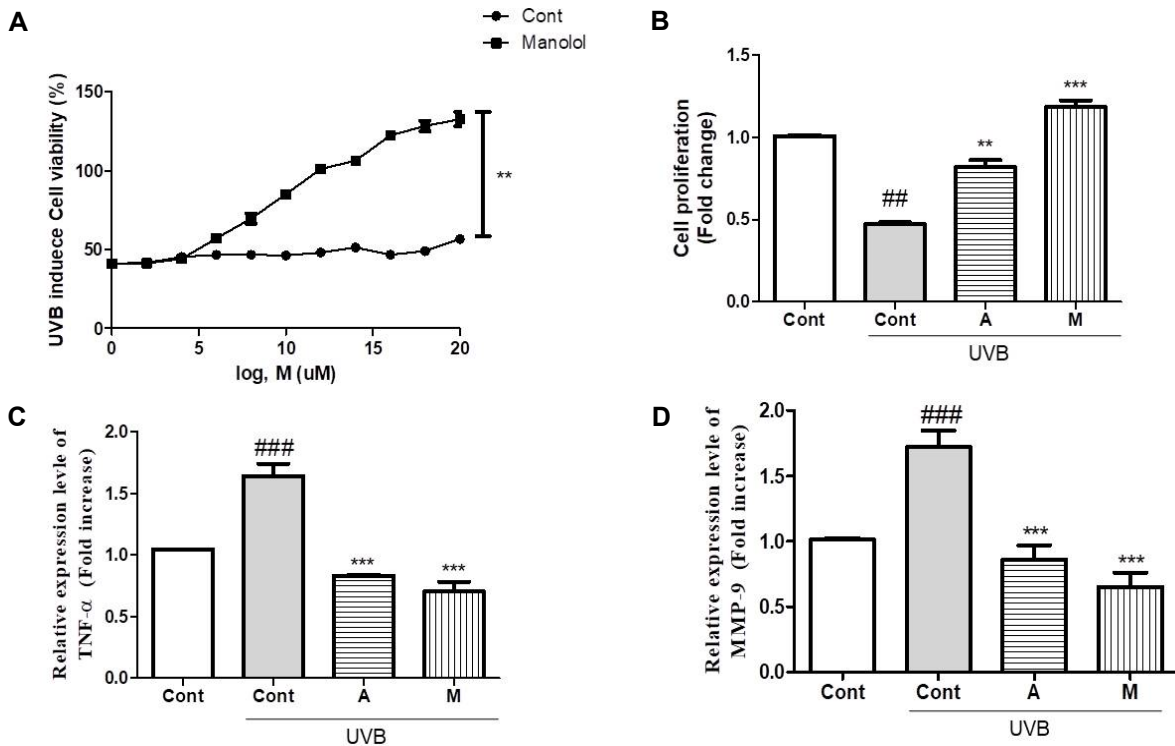 A
Cont
Manolol
UVB induece Cell viability (%)
150
100
50
0
0 5 10 15 20
log, M (uM)
**
B
Cell proliferation
(Fold change)
1.5
1.0
0.5
0.0
##
**
***
Cont Cont A M
UVB
C
Relative expression levle of
TNF-α (Fold increase)
2.0
1.5
1.0
0.5
0.0
###
***
***
Cont Cont A M
UVB
D
Relative expression levle of
MMP-9 (Fold increase)
2.0
1.5
1.0
0.5
0.0
###
***
***
Cont Cont A M
UVB